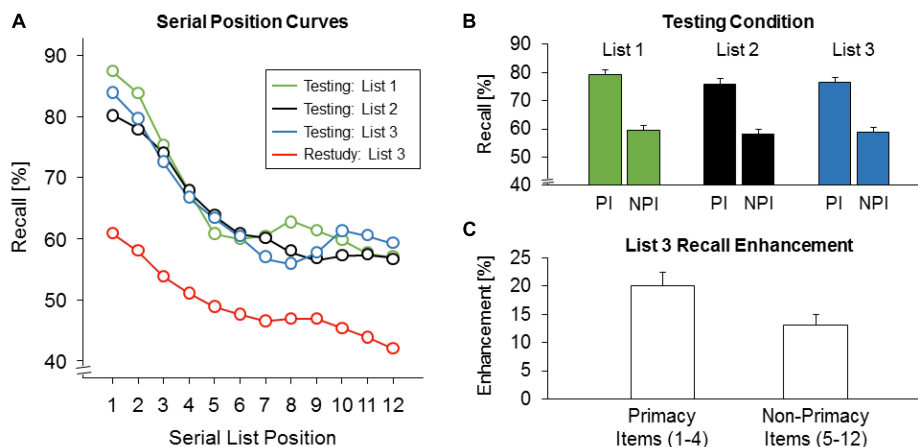 A
Serial Position Curves
Recall [%]
90
80
70
60
50
40
Testing: List 1
Testing: List 2
Testing: List 3
Restudy: List 3
1 2 3 4 5 6 7 8 9 10 11 12
Serial List Position
B
Testing Condition
List 1 List 2 List 3
Recall [%]
80
70
60
50
40
PI NPI PI NPI PI NPI
C
List 3 Recall Enhancement
Enhancement [%]
25
20
15
10
5
0
Primacy
Items (1-4)
Non-Primacy
Items (5-12)